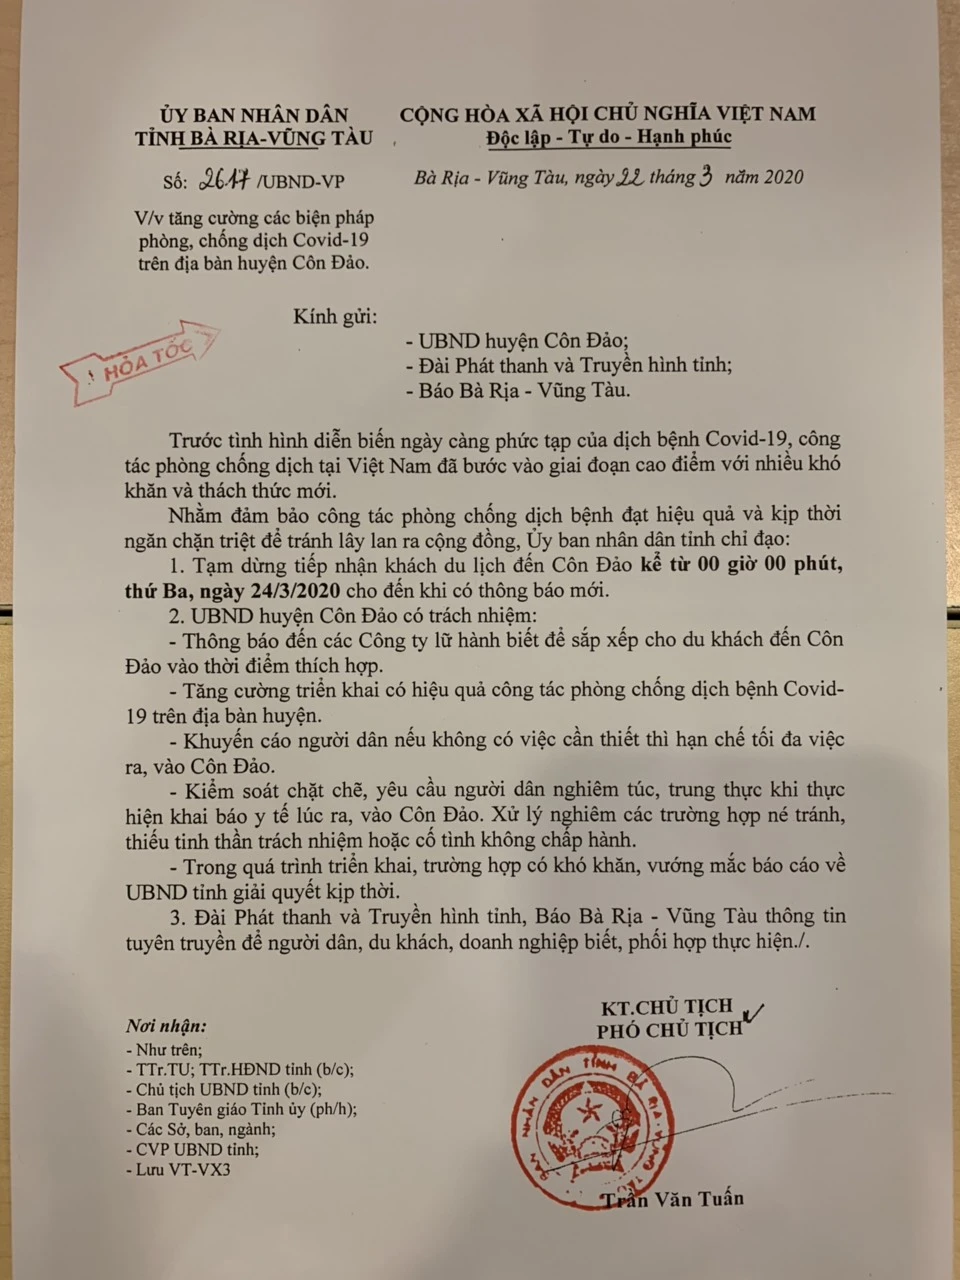 ỦY BAN NHÂN DÂN
TỈNH BÀ RỊA-VŨNG TÀU
CỘNG HÒA XÃ HỘI CHỦ NGHĨA VIỆT NAM
Độc lập - Tự do - Hạnh phúc
Số: 2617 /UBND-VP
Bà Rịa - Vũng Tàu, ngày 22 tháng 3 năm 2020
V/v tăng cường các biện pháp
phòng, chống dịch Covid-19
trên địa bàn huyện Côn Đảo.
HỎA TỐC
Kính gửi:
- UBND huyện Côn Đảo;
- Đài Phát thanh và Truyền hình tỉnh;
- Báo Bà Rịa - Vũng Tàu.
Trước tình hình diễn biến ngày càng phức tạp của dịch bệnh Covid-19, công
tác phòng chống dịch tại Việt Nam đã bước vào giai đoạn cao điểm với nhiều khó
khăn và thách thức mới.
Nhằm đảm bảo công tác phòng chống dịch bệnh đạt hiệu quả và kịp thời
ngăn chặn triệt để tránh lây lan ra cộng đồng, Ủy ban nhân dân tỉnh chỉ đạo:
1. Tạm dừng tiếp nhận khách du lịch đến Côn Đảo kể từ 00 giờ 00 phút,
thứ Ba, ngày 24/3/2020 cho đến khi có thông báo mới.
2. UBND huyện Côn Đảo có trách nhiệm:
- Thông báo đến các Công ty lữ hành biết để sắp xếp cho du khách đến Côn
Đảo vào thời điểm thích hợp.
- Tăng cường triển khai có hiệu quả công tác phòng chống dịch bệnh Covid-
19 trên địa bàn huyện.
- Khuyến cáo người dân nếu không có việc cần thiết thì hạn chế tối đa việc
ra, vào Côn Đảo.
- Kiểm soát chặt chẽ, yêu cầu người dân nghiêm túc, trung thực khi thực
hiện khai báo y tế lúc ra, vào Côn Đảo. Xử lý nghiêm các trường hợp né tránh,
thiếu tinh thần trách nhiệm hoặc cố tình không chấp hành.
- Trong quá trình triển khai, trường hợp có khó khăn, vướng mắc báo cáo về
UBND tỉnh giải quyết kịp thời.
3. Đài Phát thanh và Truyền hình tỉnh, Báo Bà Rịa - Vũng Tàu thông tin
tuyên truyền để người dân, du khách, doanh nghiệp biết, phối hợp thực hiện./.
Nơi nhận:
- Như trên;
- TTr.TU; TTr.HĐND tỉnh (b/c);
- Chủ tịch UBND tỉnh (b/c);
- Ban Tuyên giáo Tỉnh ủy (ph/h);
- Các Sở, ban, ngành;
- CVP UBND tỉnh;
- Lưu VT-VX3
KT.CHỦ TỊCH
PHÓ CHỦ TỊCH
BAN NHÂN DÂN TỈNH BÀ RỊA-VŨNG TÀU
Trần Văn Tuấn